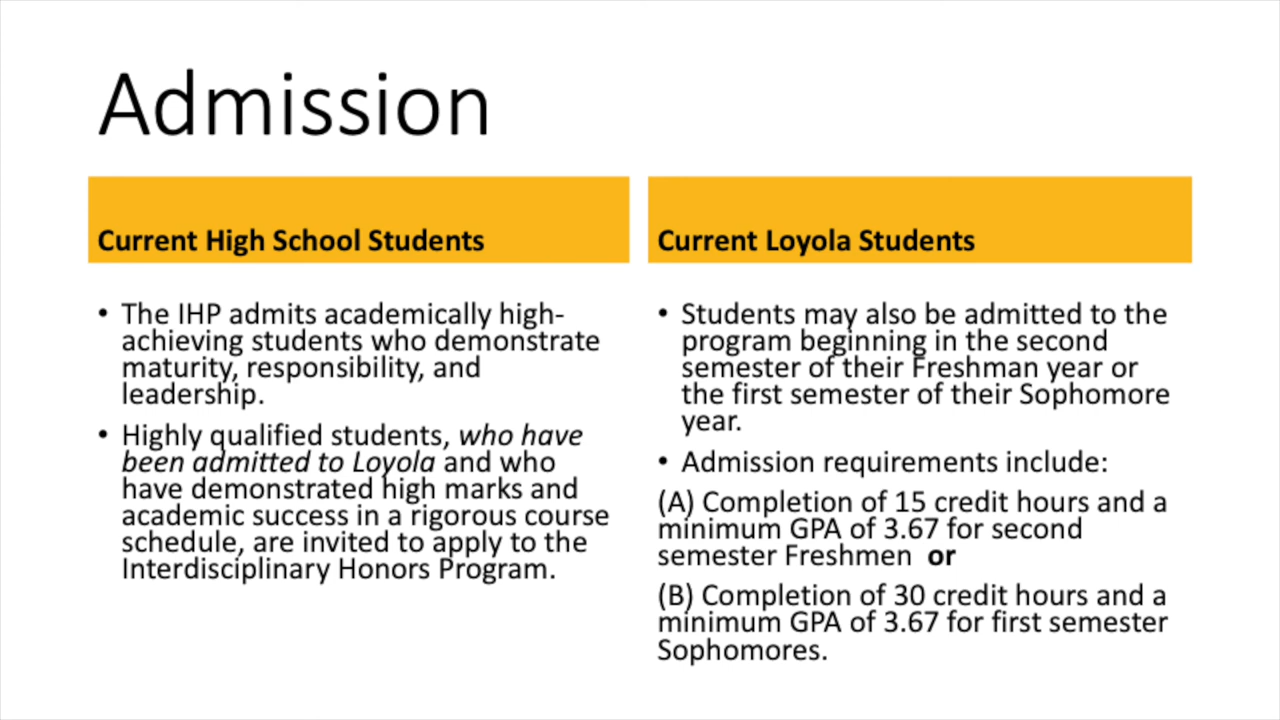 Admission
Current High School Students
• The IHP admits academically high-
achieving students who demonstrate
maturity, responsibility, and
leadership.
• Highly qualified students, who have
been admitted to Loyola and who
have demonstrated high marks and
academic success in a rigorous course
schedule, are invited to apply to the
Interdisciplinary Honors Program.
Current Loyola Students
• Students may also be admitted to the
program beginning in the second
semester of their Freshman year or
the first semester of their Sophomore
year.
• Admission requirements include:
(A) Completion of 15 credit hours and a
minimum GPA of 3.67 for second
semester Freshmen or
(B) Completion of 30 credit hours and a
minimum GPA of 3.67 for first semester
Sophomores.